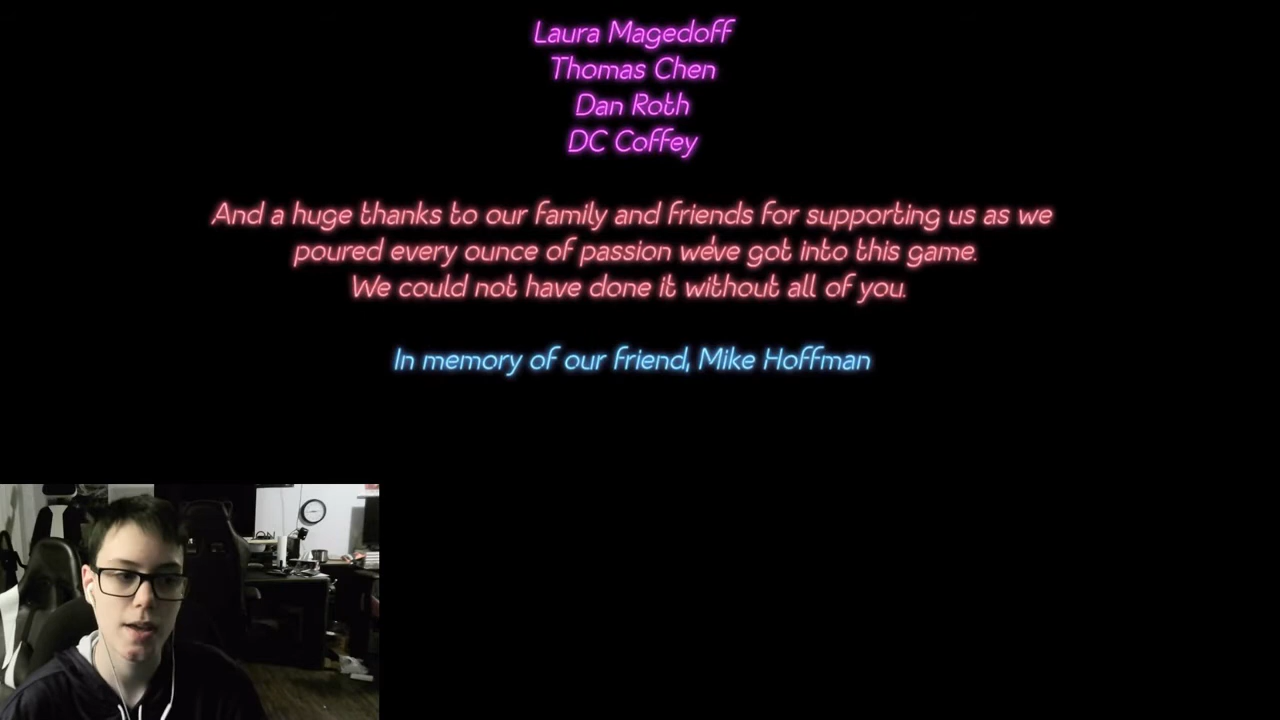 Laura Magedoff
Thomas Chen
Dan Roth
DC Coffey
And a huge thanks to our family and friends for supporting us as we
poured every ounce of passion we've got into this game.
We could not have done it without all of you.
In memory of our friend, Mike Hoffman